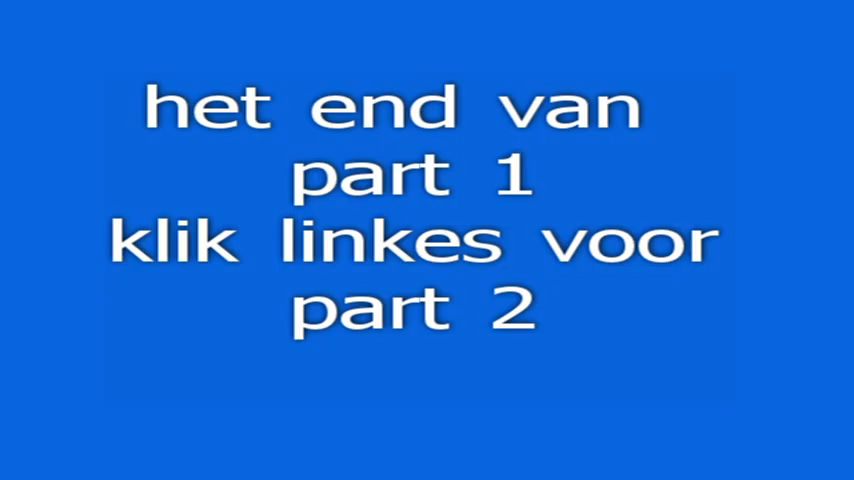 het end van
part 1
klik linkes voor
part 2